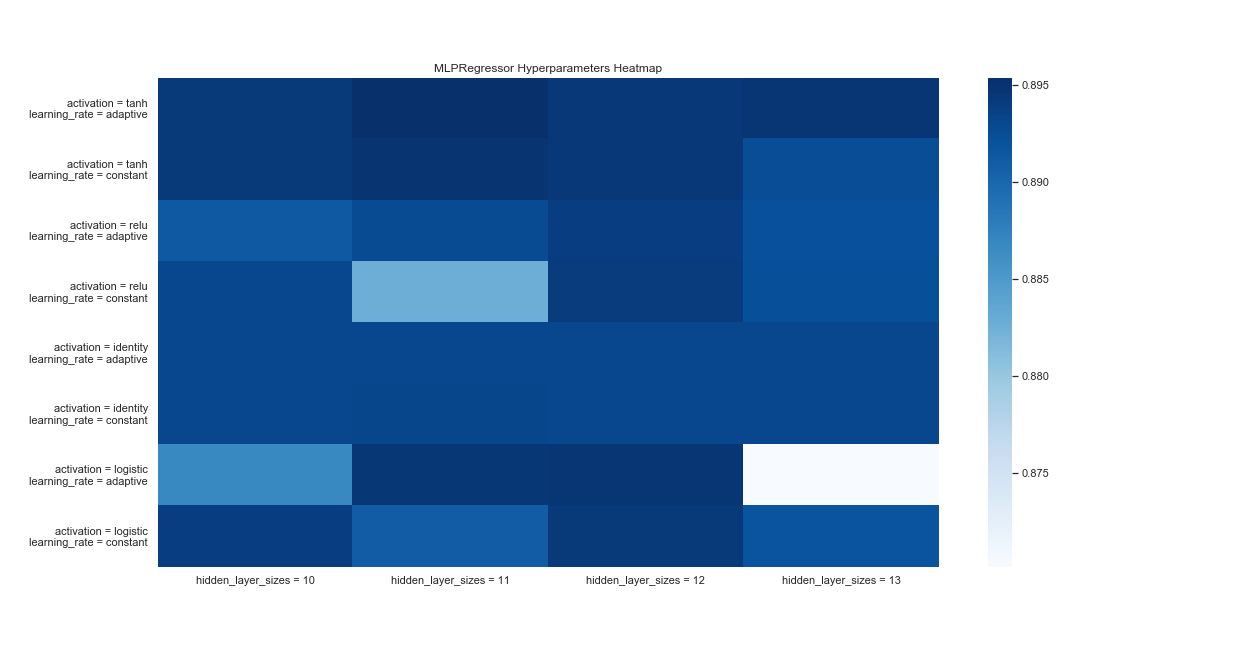 MLPRegressor Hyperparameters Heatmap
activation = tanh
learning_rate = adaptive
activation = tanh
learning_rate = constant
activation = relu
learning_rate = adaptive
activation = relu
learning_rate = constant
activation = identity
learning_rate = adaptive
activation = identity
learning_rate = constant
activation = logistic
learning_rate = adaptive
activation = logistic
learning_rate = constant
hidden_layer_sizes = 10
hidden_layer_sizes = 11
hidden_layer_sizes = 12
hidden_layer_sizes = 13
0.895
0.890
0.885
0.880
0.875